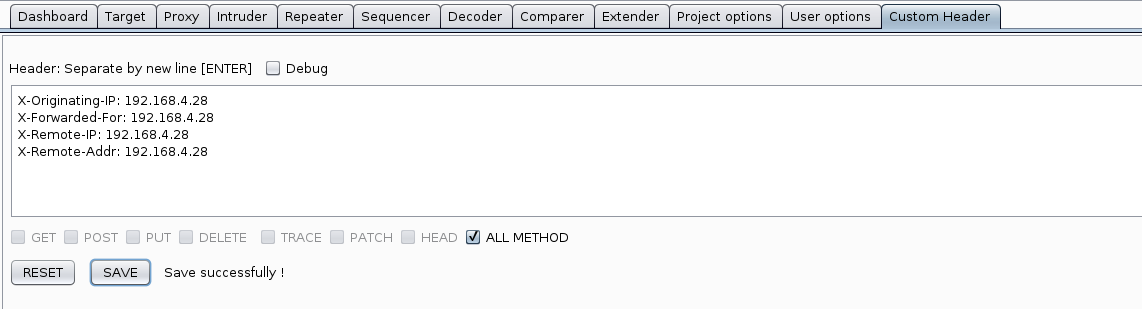 Dashboard Target Proxy Intruder Repeater Sequencer Decoder Comparer Extender Project options User options Custom Header
Header: Separate by new line [ENTER] Debug
X-Originating-IP: 192.168.4.28
X-Forwarded-For: 192.168.4.28
X-Remote-IP: 192.168.4.28
X-Remote-Addr: 192.168.4.28
GET POST PUT DELETE TRACE PATCH HEAD ALL METHOD
RESET SAVE Save successfully !